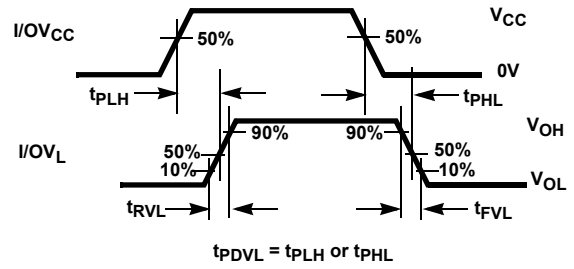 I/OVCC
50%
50%
VCC
0V
tPLH
tPHL
I/OVL
90%
90%
VOH
50%
10%
50%
10%
VOL
tRVL
tFVL
tPDVL = tPLH or tPHL